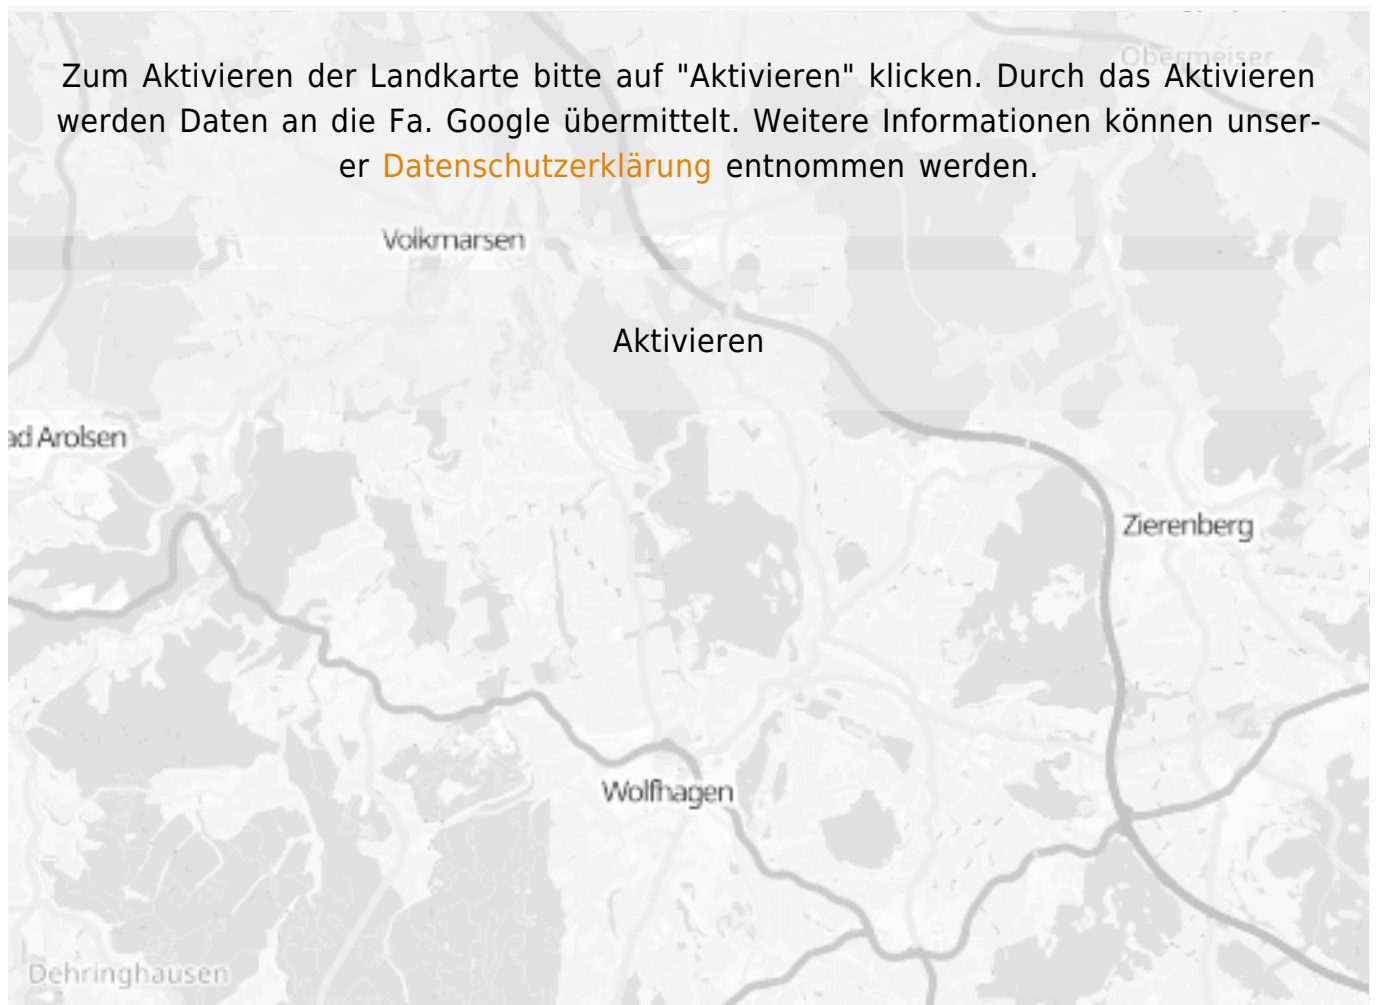 Obermeiser
Zum Aktivieren der Landkarte bitte auf "Aktivieren" klicken. Durch das Aktivieren
werden Daten an die Fa. Google übermittelt. Weitere Informationen können unser-
er Datenschutzerklärung entnommen werden.
Volkmarsen
Aktivieren
ad Arolsen
Zierenberg
Wolfhagen
Dehringhausen